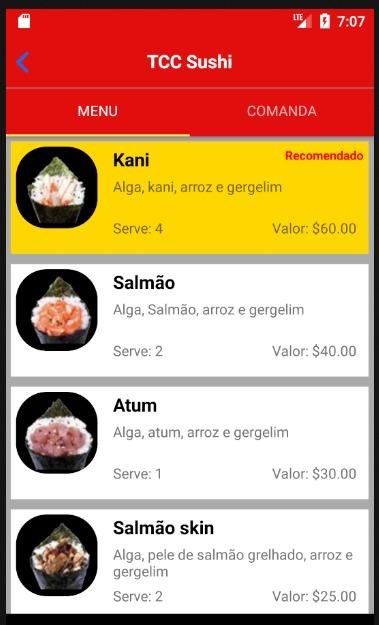 LTE 7:07
TCC Sushi
MENU COMANDA
Kani Recomendado
Alga, kani, arroz e gergelim
Serve: 4 Valor: $60.00
Salmão
Alga, Salmão, arroz e gergelim
Serve: 2 Valor: $40.00
Atum
Alga, atum, arroz e gergelim
Serve: 1 Valor: $30.00
Salmão skin
Alga, pele de salmão grelhado, arroz e
gergelim
Serve: 2 Valor: $25.00